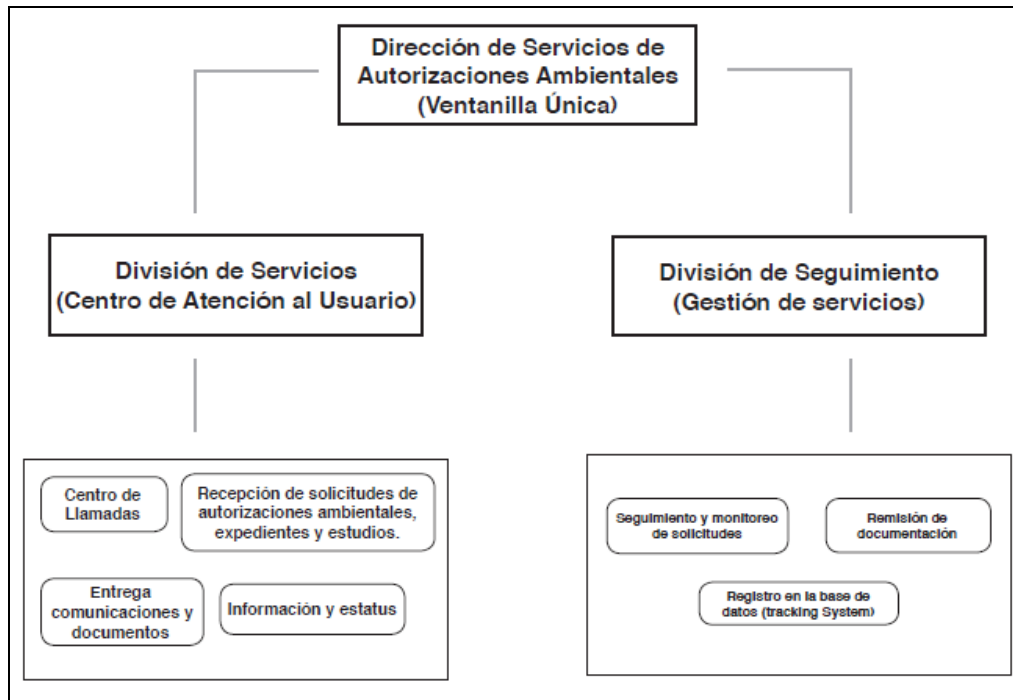 Dirección de Servicios de
Autorizaciones Ambientales
(Ventanilla Única)
División de Servicios
(Centro de Atención al Usuario)
División de Seguimiento
(Gestión de servicios)
Centro de
Llamadas
Recepción de solicitudes de
autorizaciones ambientales,
expedientes y estudios.
Entrega
comunicaciones y
documentos
Información y estatus
Seguimiento y monitoreo
de solicitudes
Remisión de
documentación
Registro en la base de
datos (tracking System)